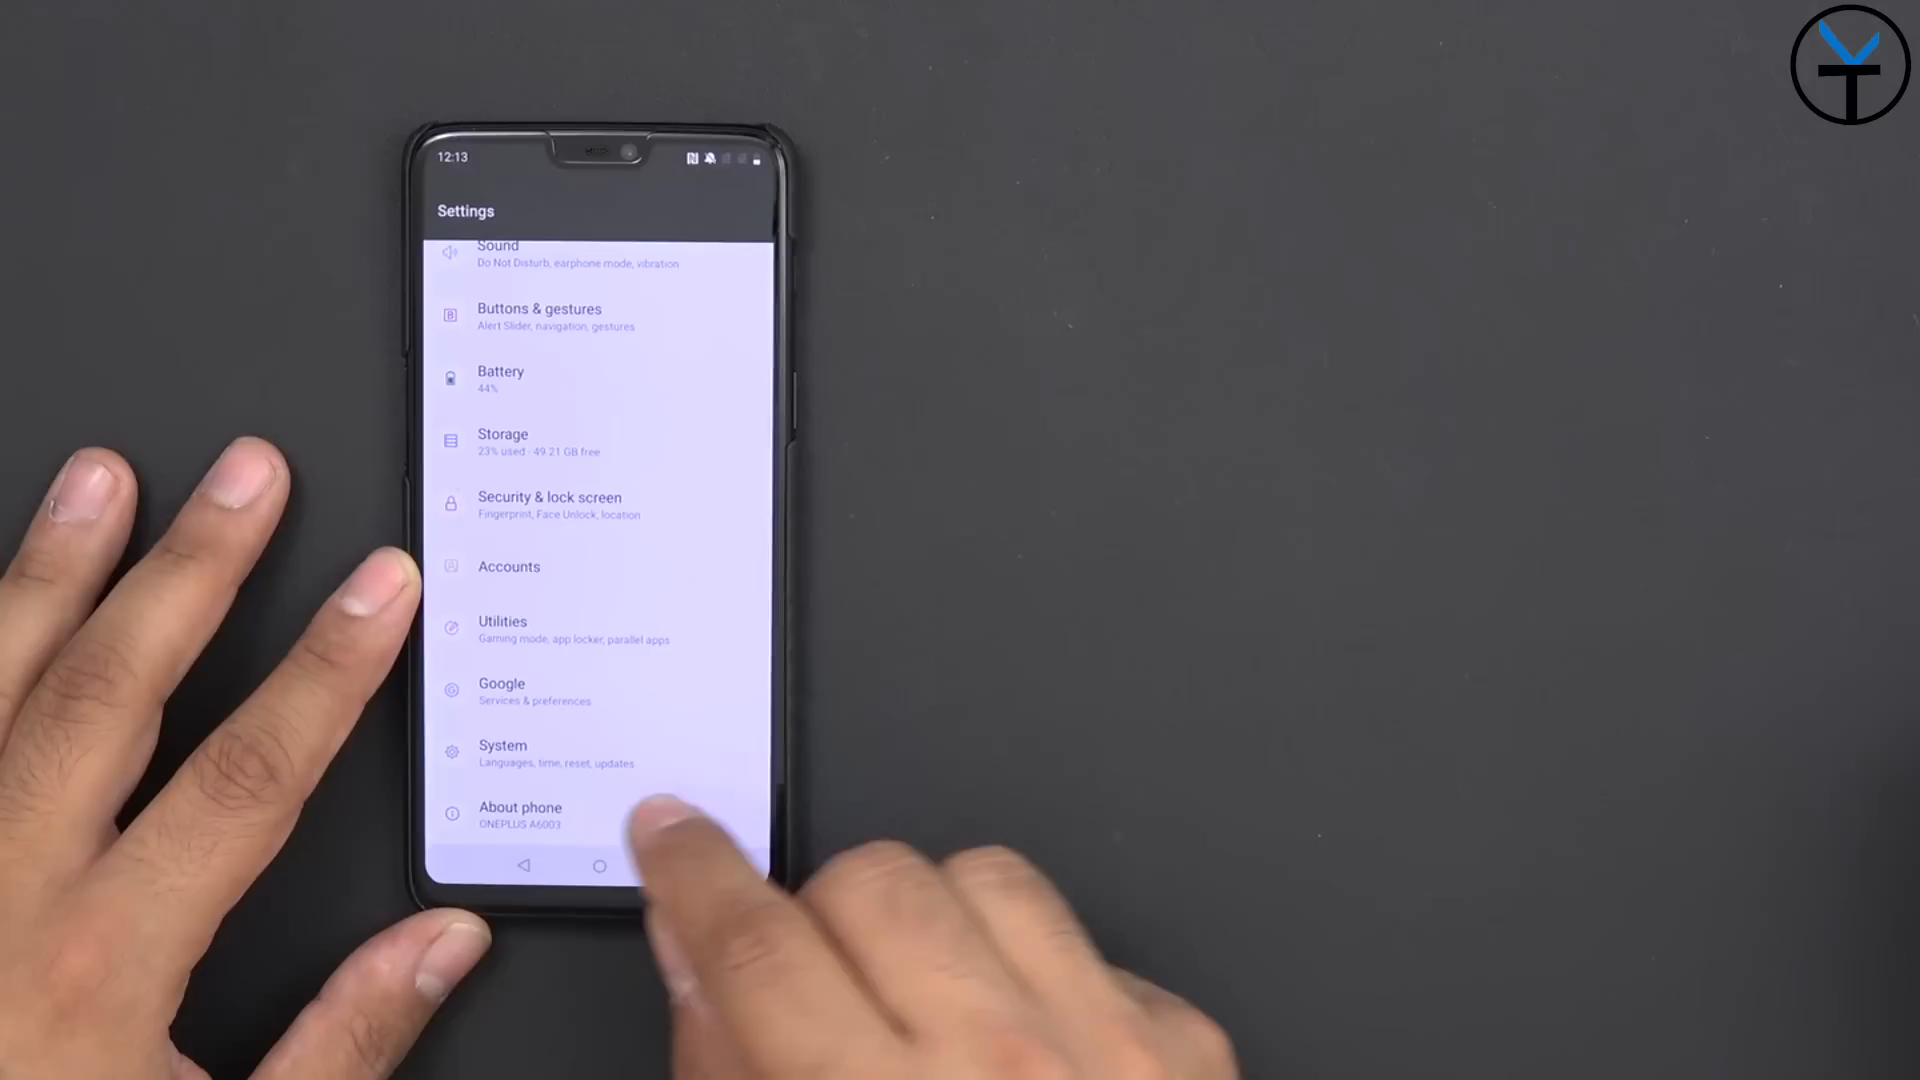 12:13
Settings
Sound
Do Not Disturb, earphone mode, vibration
Buttons & gestures
Alert Slider, navigation, gestures
Battery
44%
Storage
23% used - 49.21 GB free
Security & lock screen
Fingerprint, Face Unlock, location
Accounts
Utilities
Gaming mode, app locker, parallel apps
Google
Services & preferences
System
Languages, time, reset, updates
About phone
ONEPLUS A6003